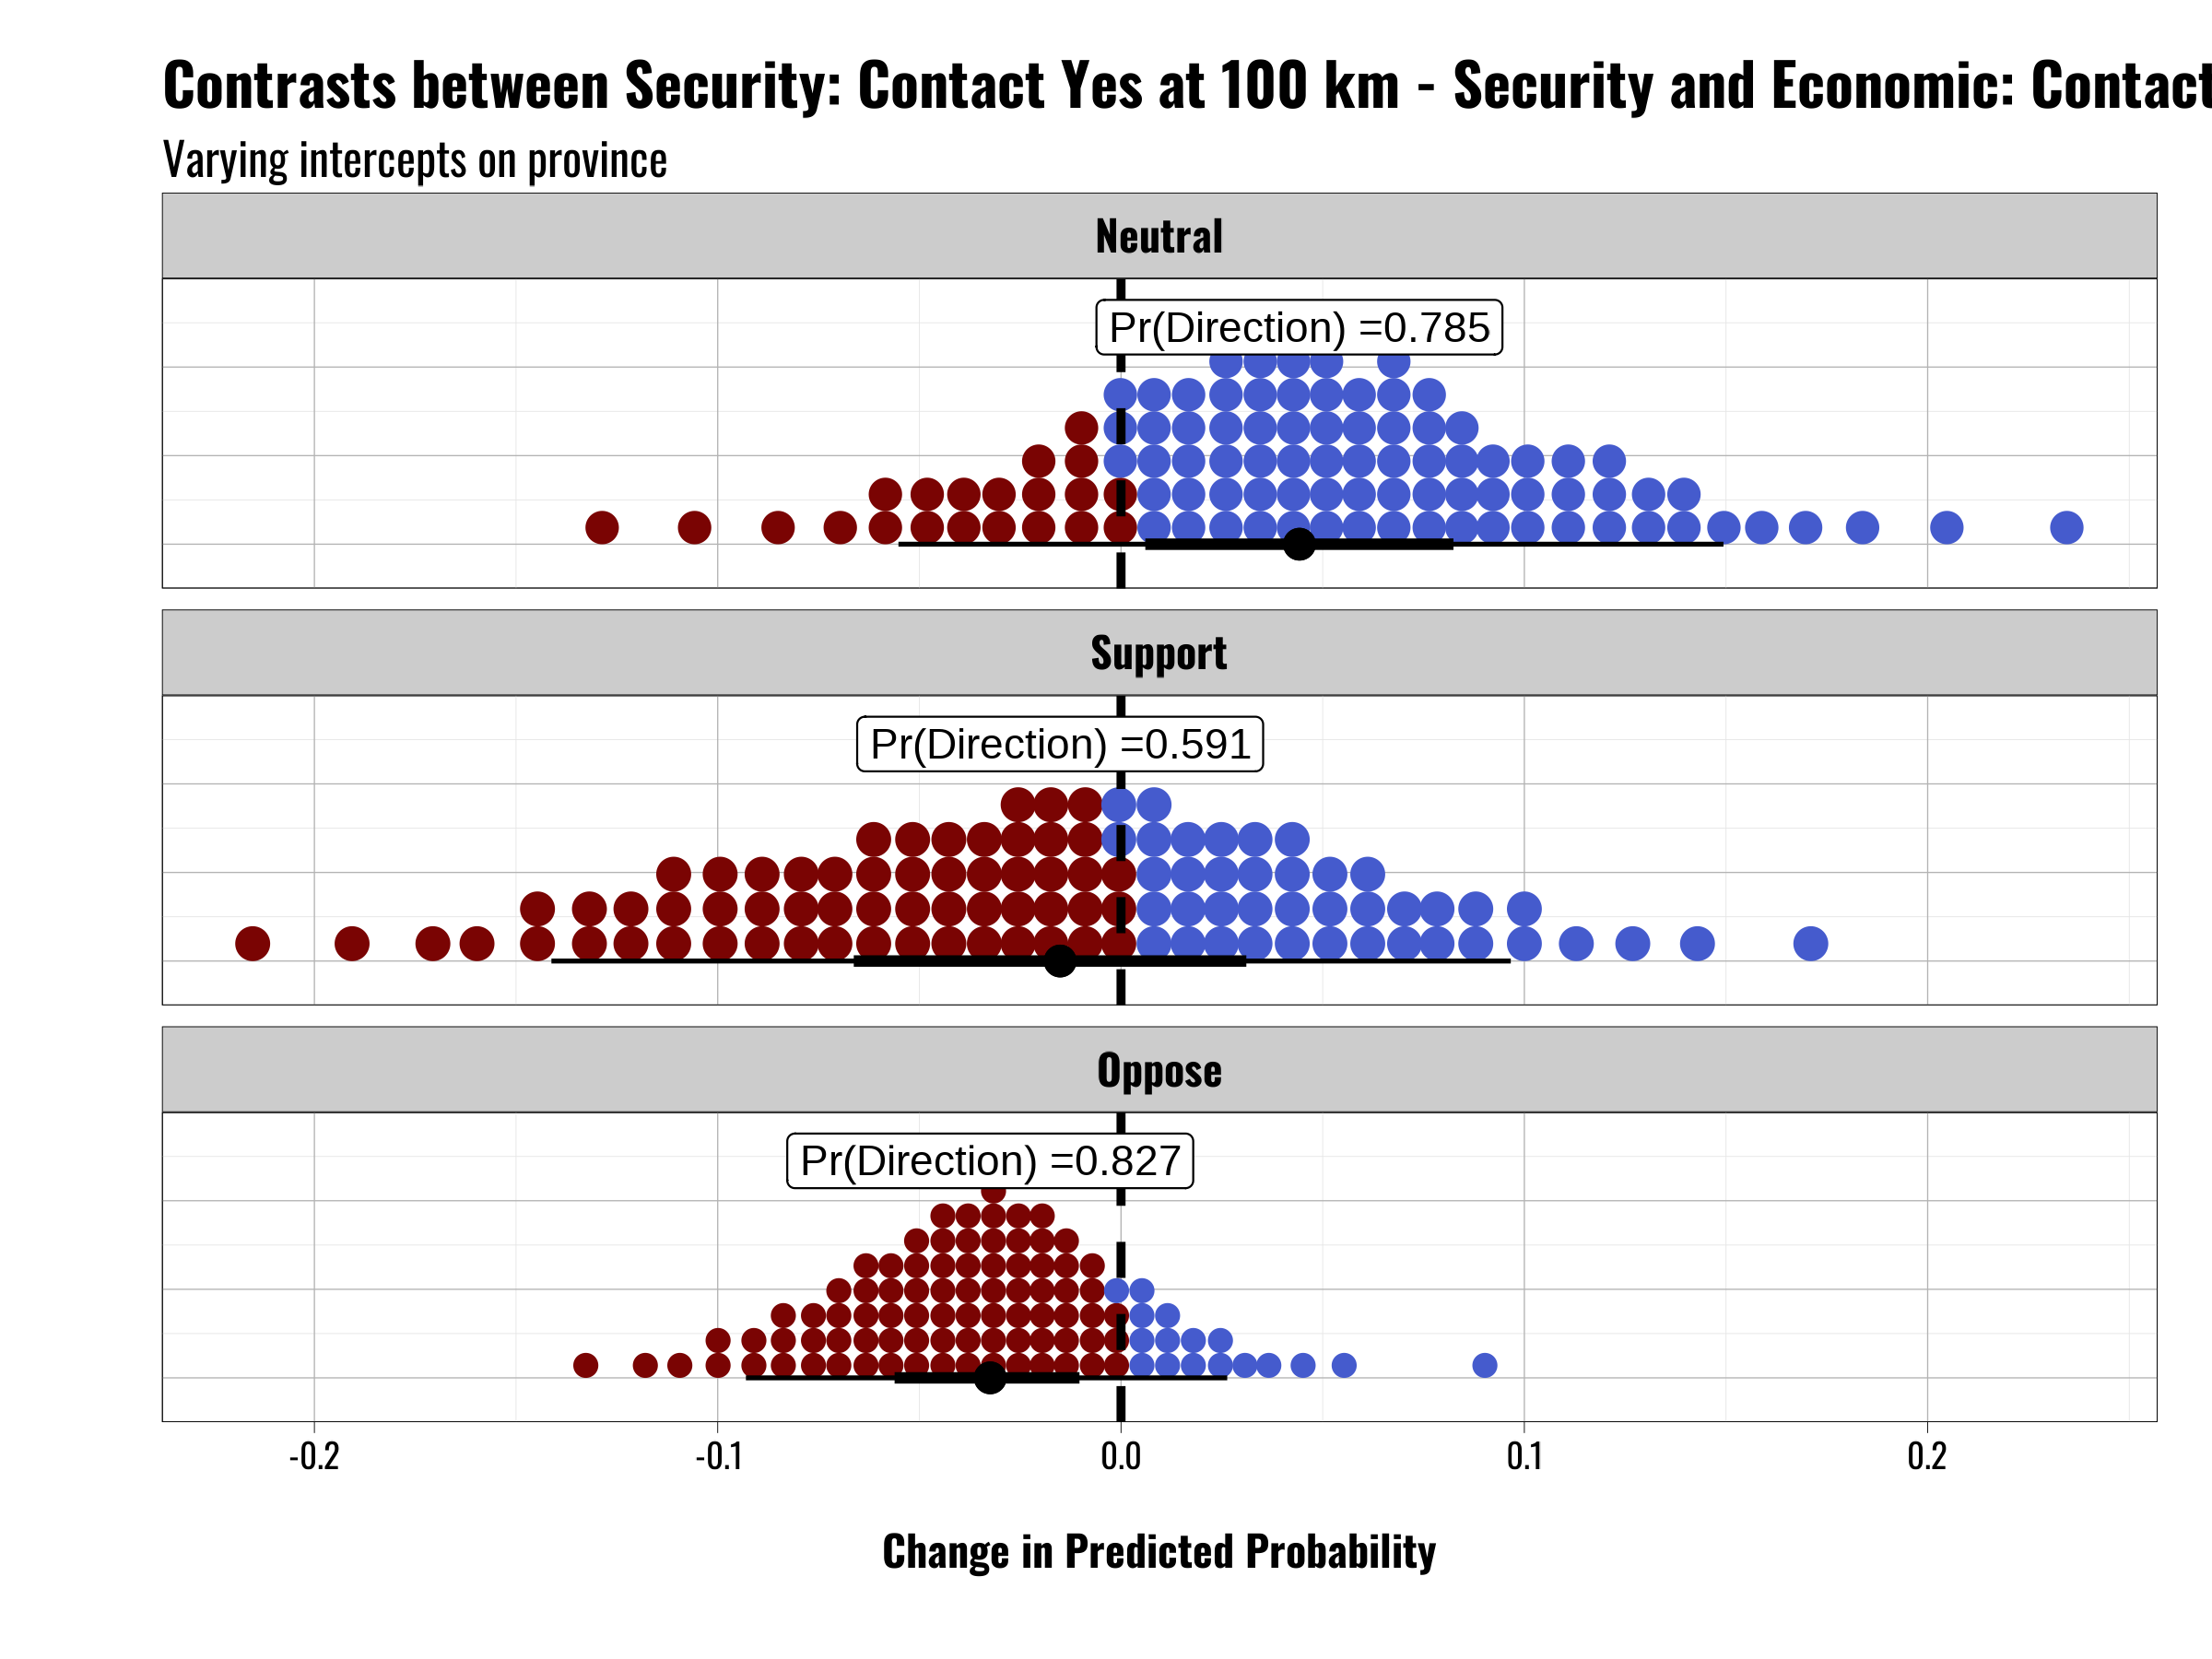 Contrasts between Security: Contact Yes at 100 km - Security and Economic: Contact
Varying intercepts on province
Neutral
Pr(Direction) =0.785
Support
Pr(Direction) =0.591
Oppose
Pr(Direction) =0.827
-0.2 -0.1 0.0 0.1 0.2
Change in Predicted Probability